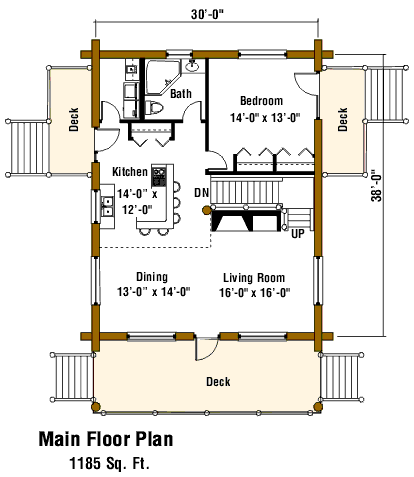 30'-0"
Bath
Bedroom
14'-0" x 13'-0"
Deck
Deck
Kitchen
14'-0" x
12'-0"
DN
UP
38'-0"
Dining
13'-0" x 14'-0"
Living Room
16'-0" x 16'-0"
Deck
Main Floor Plan
1185 Sq. Ft.